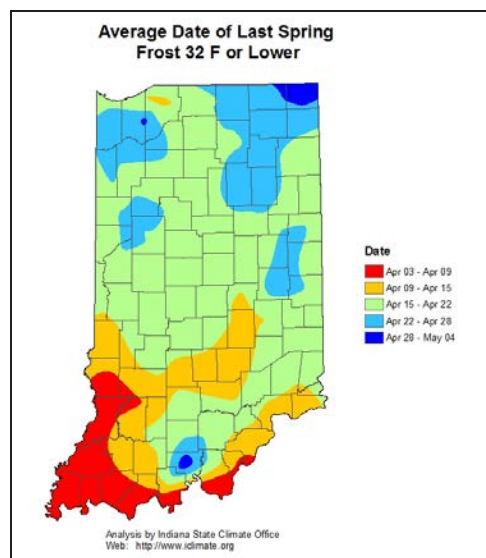 Average Date of Last Spring
Frost 32 F or Lower
Date
Apr 03 - Apr 09
Apr 09 - Apr 15
Apr 15 - Apr 22
Apr 22 - Apr 28
Apr 28 - May 04
Analysis by Indiana State Climate Office
Web: http://www.iclimate.org